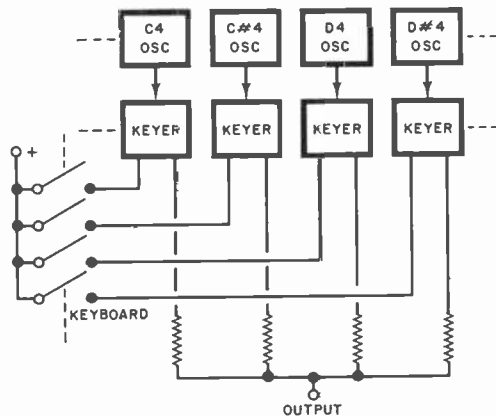 C4 OSC
C#4 OSC
D4 OSC
D#4 OSC
KEYER
KEYER
KEYER
KEYER
+
KEYBOARD
OUTPUT